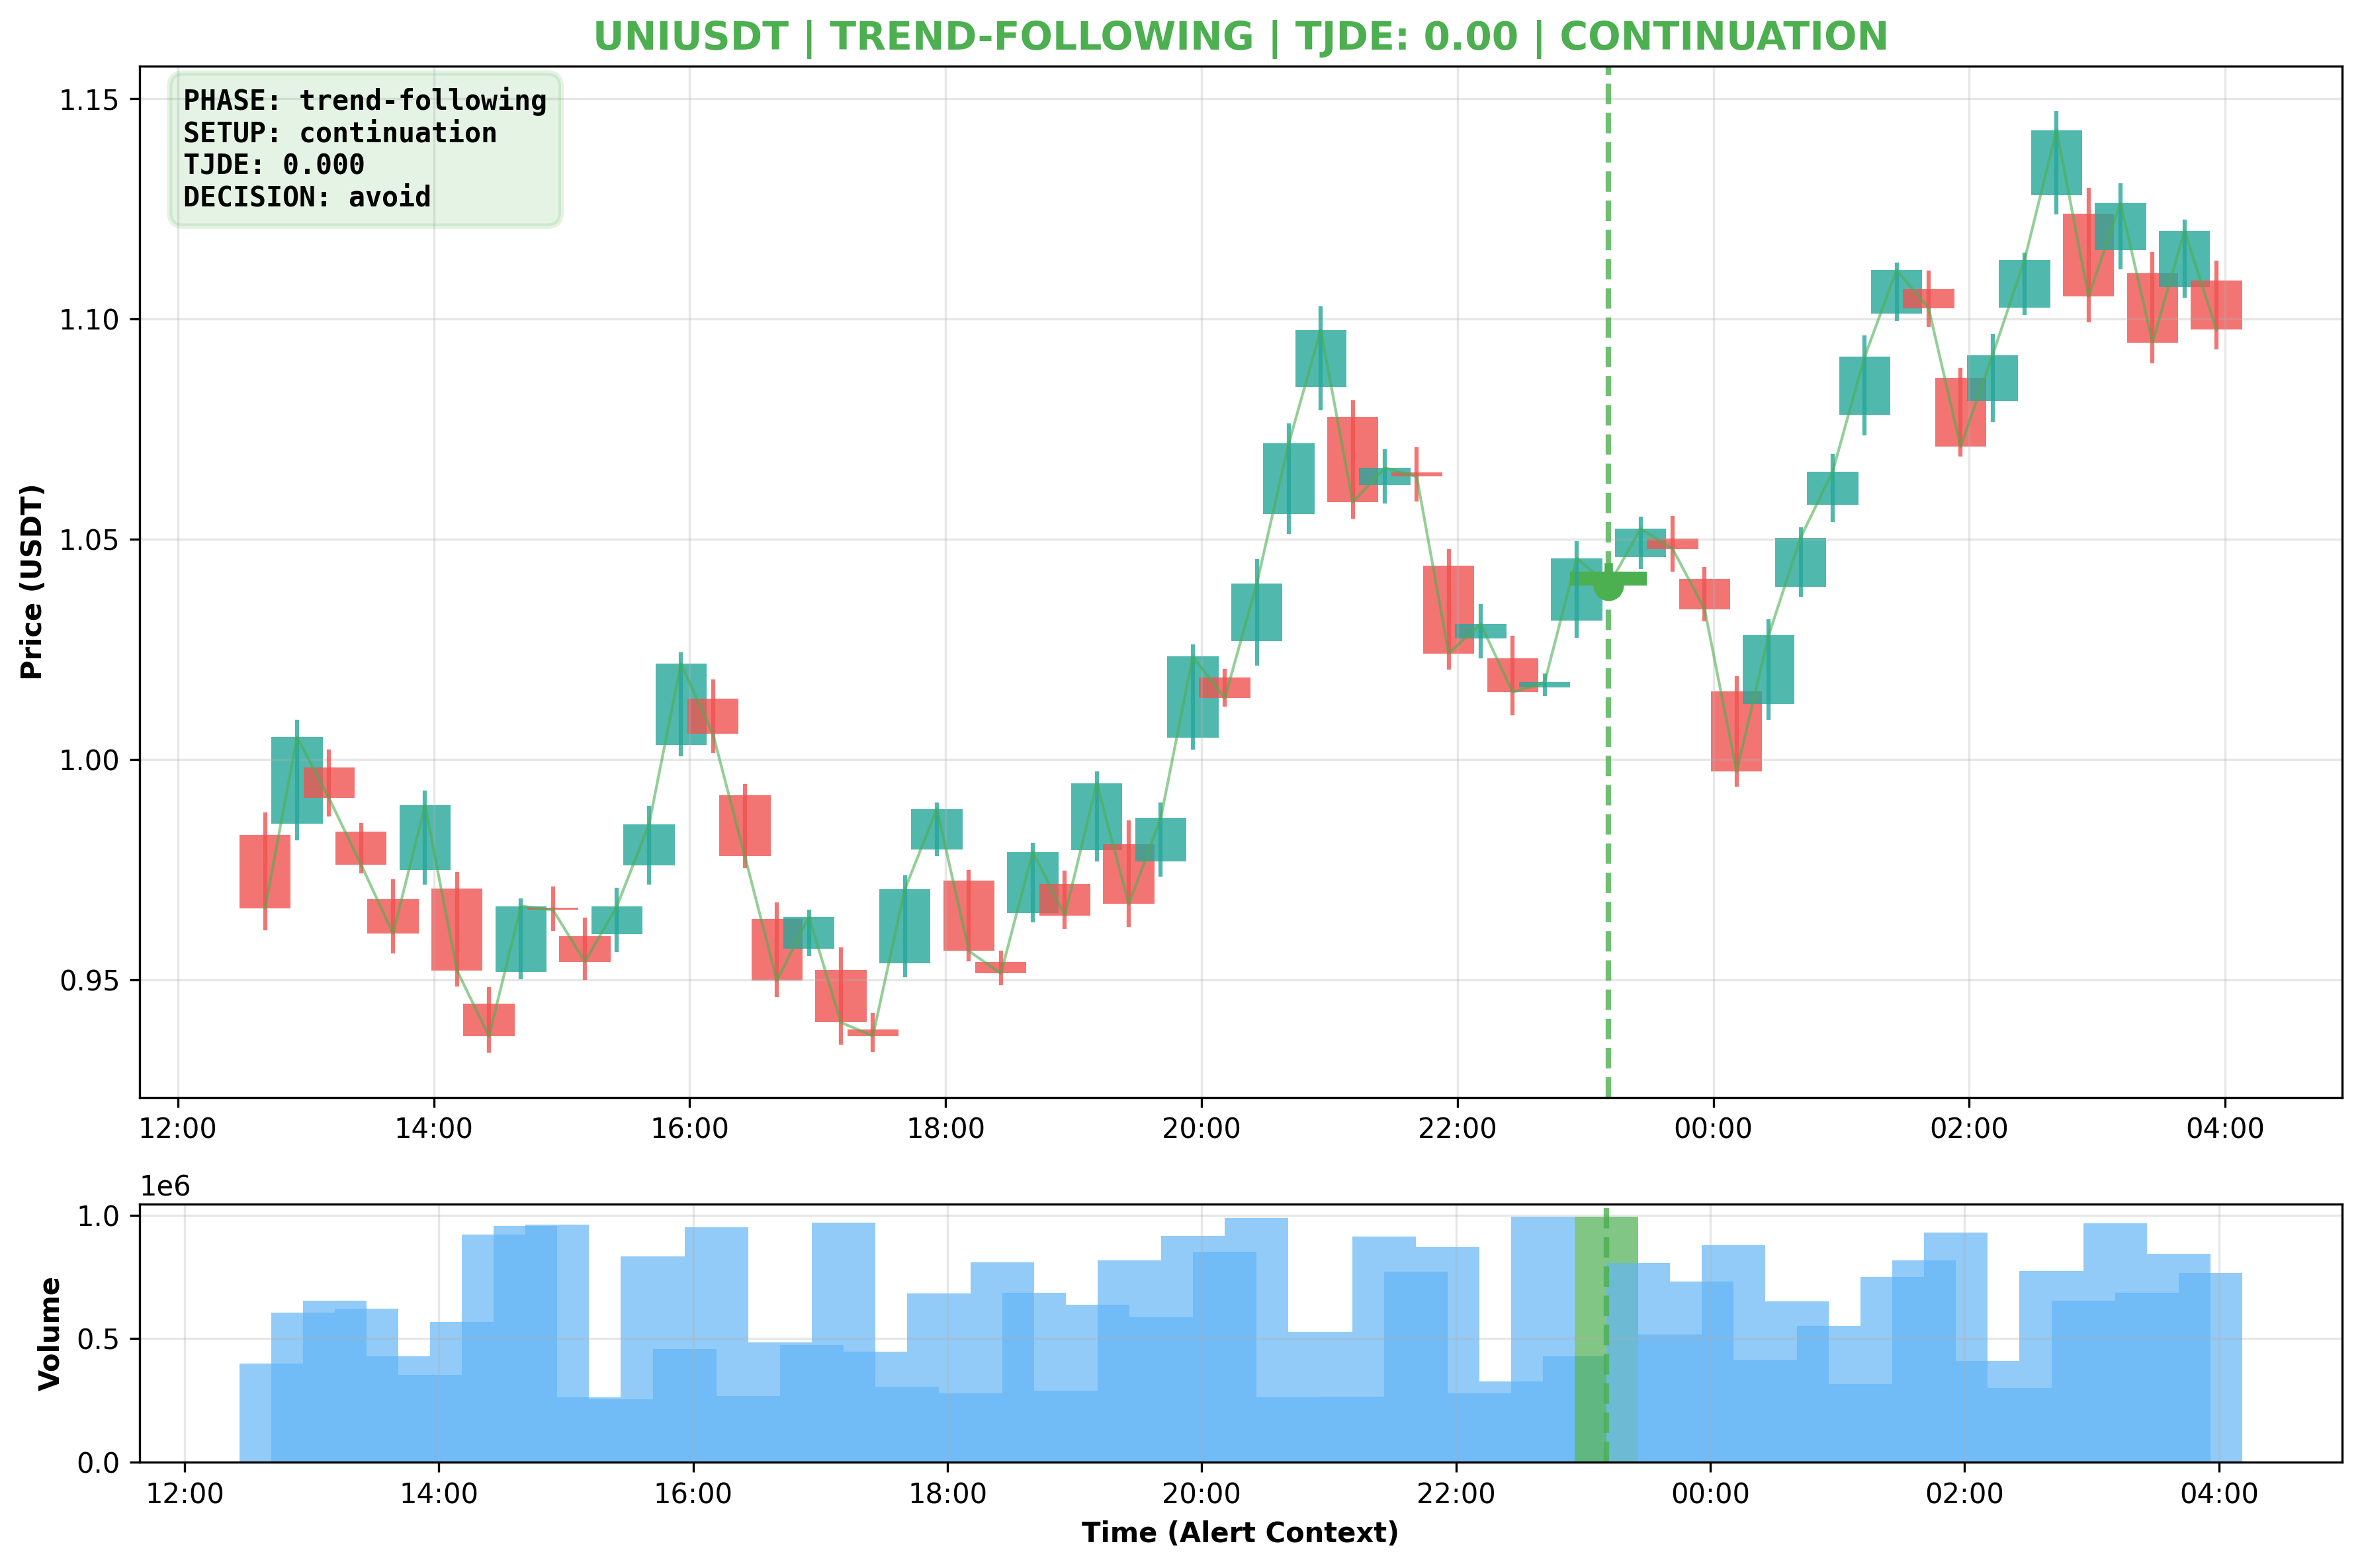 UNIUSDT | TREND-FOLLOWING | TJDE: 0.00 | CONTINUATION
PHASE: trend-following
SETUP: continuation
TJDE: 0.000
DECISION: avoid
Price (USDT)
1.15
1.10
1.05
1.00
0.95
12:00 14:00 16:00 18:00 20:00 22:00 00:00 02:00 04:00
1e6
Volume
1.0
0.5
0.0
12:00 14:00 16:00 18:00 20:00 22:00 00:00 02:00 04:00
Time (Alert Context)